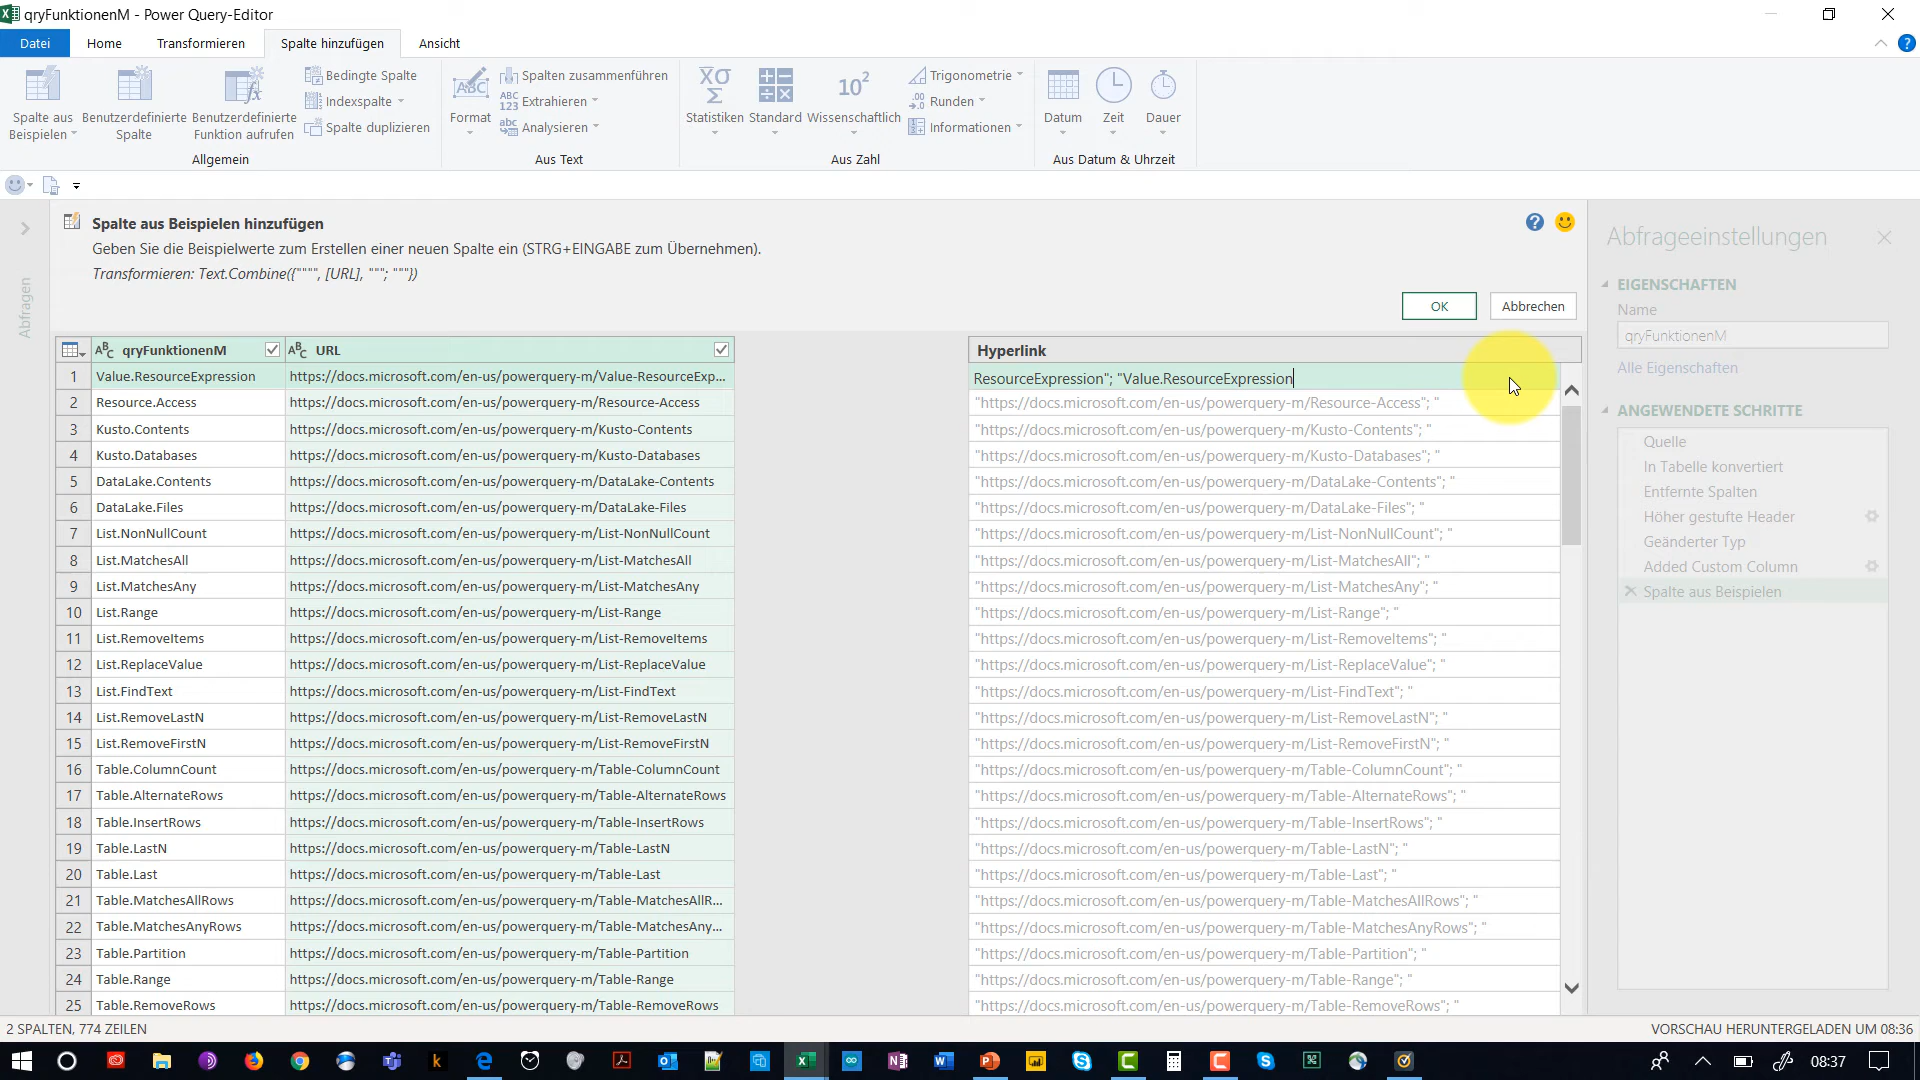 qryFunktionenM - Power Query-Editor
Datei
Home
Transformieren
Spalte hinzufügen
Ansicht
Spalte aus
Beispielen
Benutzerdefinierte
Spalte
Benutzerdefinierte
Funktion aufrufen
Bedingte Spalte
Indexspalte
Spalte duplizieren
Allgemein
ABC
Format
Spalten zusammenführen
ABC
123
Extrahieren
abc
Analysieren
Aus Text
Statistiken
Standard
10²
Wissenschaftlich
Trigonometrie
.00
Runden
Informationen
Aus Zahl
Datum
Zeit
Dauer
Aus Datum & Uhrzeit
Abfragen
Spalte aus Beispielen hinzufügen
Geben Sie die Beispielwerte zum Erstellen einer neuen Spalte ein (STRG+EINGABE zum Übernehmen).
Transformieren: Text.Combine({"""", [URL], """; """})
OK
Abbrechen
ABC qryFunktionenM ABC URL
Hyperlink
1 Value.ResourceExpression https://docs.microsoft.com/en-us/powerquery-m/Value-ResourceExp... ResourceExpression"; "Value.ResourceExpression
2 Resource.Access https://docs.microsoft.com/en-us/powerquery-m/Resource-Access "https://docs.microsoft.com/en-us/powerquery-m/Resource-Access"; "
3 Kusto.Contents https://docs.microsoft.com/en-us/powerquery-m/Kusto-Contents "https://docs.microsoft.com/en-us/powerquery-m/Kusto-Contents"; "
4 Kusto.Databases https://docs.microsoft.com/en-us/powerquery-m/Kusto-Databases "https://docs.microsoft.com/en-us/powerquery-m/Kusto-Databases"; "
5 DataLake.Contents https://docs.microsoft.com/en-us/powerquery-m/DataLake-Contents "https://docs.microsoft.com/en-us/powerquery-m/DataLake-Contents"; "
6 DataLake.Files https://docs.microsoft.com/en-us/powerquery-m/DataLake-Files "https://docs.microsoft.com/en-us/powerquery-m/DataLake-Files"; "
7 List.NonNullCount https://docs.microsoft.com/en-us/powerquery-m/List-NonNullCount "https://docs.microsoft.com/en-us/powerquery-m/List-NonNullCount"; "
8 List.MatchesAll https://docs.microsoft.com/en-us/powerquery-m/List-MatchesAll "https://docs.microsoft.com/en-us/powerquery-m/List-MatchesAll"; "
9 List.MatchesAny https://docs.microsoft.com/en-us/powerquery-m/List-MatchesAny "https://docs.microsoft.com/en-us/powerquery-m/List-MatchesAny"; "
10 List.Range https://docs.microsoft.com/en-us/powerquery-m/List-Range "https://docs.microsoft.com/en-us/powerquery-m/List-Range"; "
11 List.RemoveItems https://docs.microsoft.com/en-us/powerquery-m/List-RemoveItems "https://docs.microsoft.com/en-us/powerquery-m/List-RemoveItems"; "
12 List.ReplaceValue https://docs.microsoft.com/en-us/powerquery-m/List-ReplaceValue "https://docs.microsoft.com/en-us/powerquery-m/List-ReplaceValue"; "
13 List.FindText https://docs.microsoft.com/en-us/powerquery-m/List-FindText "https://docs.microsoft.com/en-us/powerquery-m/List-FindText"; "
14 List.RemoveLastN https://docs.microsoft.com/en-us/powerquery-m/List-RemoveLastN "https://docs.microsoft.com/en-us/powerquery-m/List-RemoveLastN"; "
15 List.RemoveFirstN https://docs.microsoft.com/en-us/powerquery-m/List-RemoveFirstN "https://docs.microsoft.com/en-us/powerquery-m/List-RemoveFirstN"; "
16 Table.ColumnCount https://docs.microsoft.com/en-us/powerquery-m/Table-ColumnCount "https://docs.microsoft.com/en-us/powerquery-m/Table-ColumnCount"; "
17 Table.AlternateRows https://docs.microsoft.com/en-us/powerquery-m/Table-AlternateRows "https://docs.microsoft.com/en-us/powerquery-m/Table-AlternateRows"; "
18 Table.InsertRows https://docs.microsoft.com/en-us/powerquery-m/Table-InsertRows "https://docs.microsoft.com/en-us/powerquery-m/Table-InsertRows"; "
19 Table.LastN https://docs.microsoft.com/en-us/powerquery-m/Table-LastN "https://docs.microsoft.com/en-us/powerquery-m/Table-LastN"; "
20 Table.Last https://docs.microsoft.com/en-us/powerquery-m/Table-Last "https://docs.microsoft.com/en-us/powerquery-m/Table-Last"; "
21 Table.MatchesAllRows https://docs.microsoft.com/en-us/powerquery-m/Table-MatchesAllR... "https://docs.microsoft.com/en-us/powerquery-m/Table-MatchesAllRows"; "
22 Table.MatchesAnyRows https://docs.microsoft.com/en-us/powerquery-m/Table-MatchesAny... "https://docs.microsoft.com/en-us/powerquery-m/Table-MatchesAnyRows"; "
23 Table.Partition https://docs.microsoft.com/en-us/powerquery-m/Table-Partition "https://docs.microsoft.com/en-us/powerquery-m/Table-Partition"; "
24 Table.Range https://docs.microsoft.com/en-us/powerquery-m/Table-Range "https://docs.microsoft.com/en-us/powerquery-m/Table-Range"; "
25 Table.RemoveRows https://docs.microsoft.com/en-us/powerquery-m/Table-RemoveRows "https://docs.microsoft.com/en-us/powerquery-m/Table-RemoveRows"; "
Abfrageeinstellungen
EIGENSCHAFTEN
Name
qryFunktionenM
Alle Eigenschaften
ANGEWENDETE SCHRITTE
Quelle
In Tabelle konvertiert
Entfernte Spalten
Höher gestufte Header
Geänderter Typ
Added Custom Column
Spalte aus Beispielen
2 SPALTEN, 774 ZEILEN
VORSCHAU HERUNTERGELADEN UM 08:36
08:37